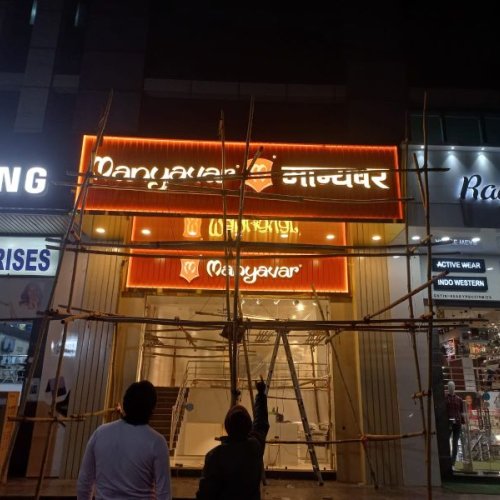 NG
Manyavar मान्यवर
RISES
Manyavar
ACTIVE WEAR
INDO WESTERN